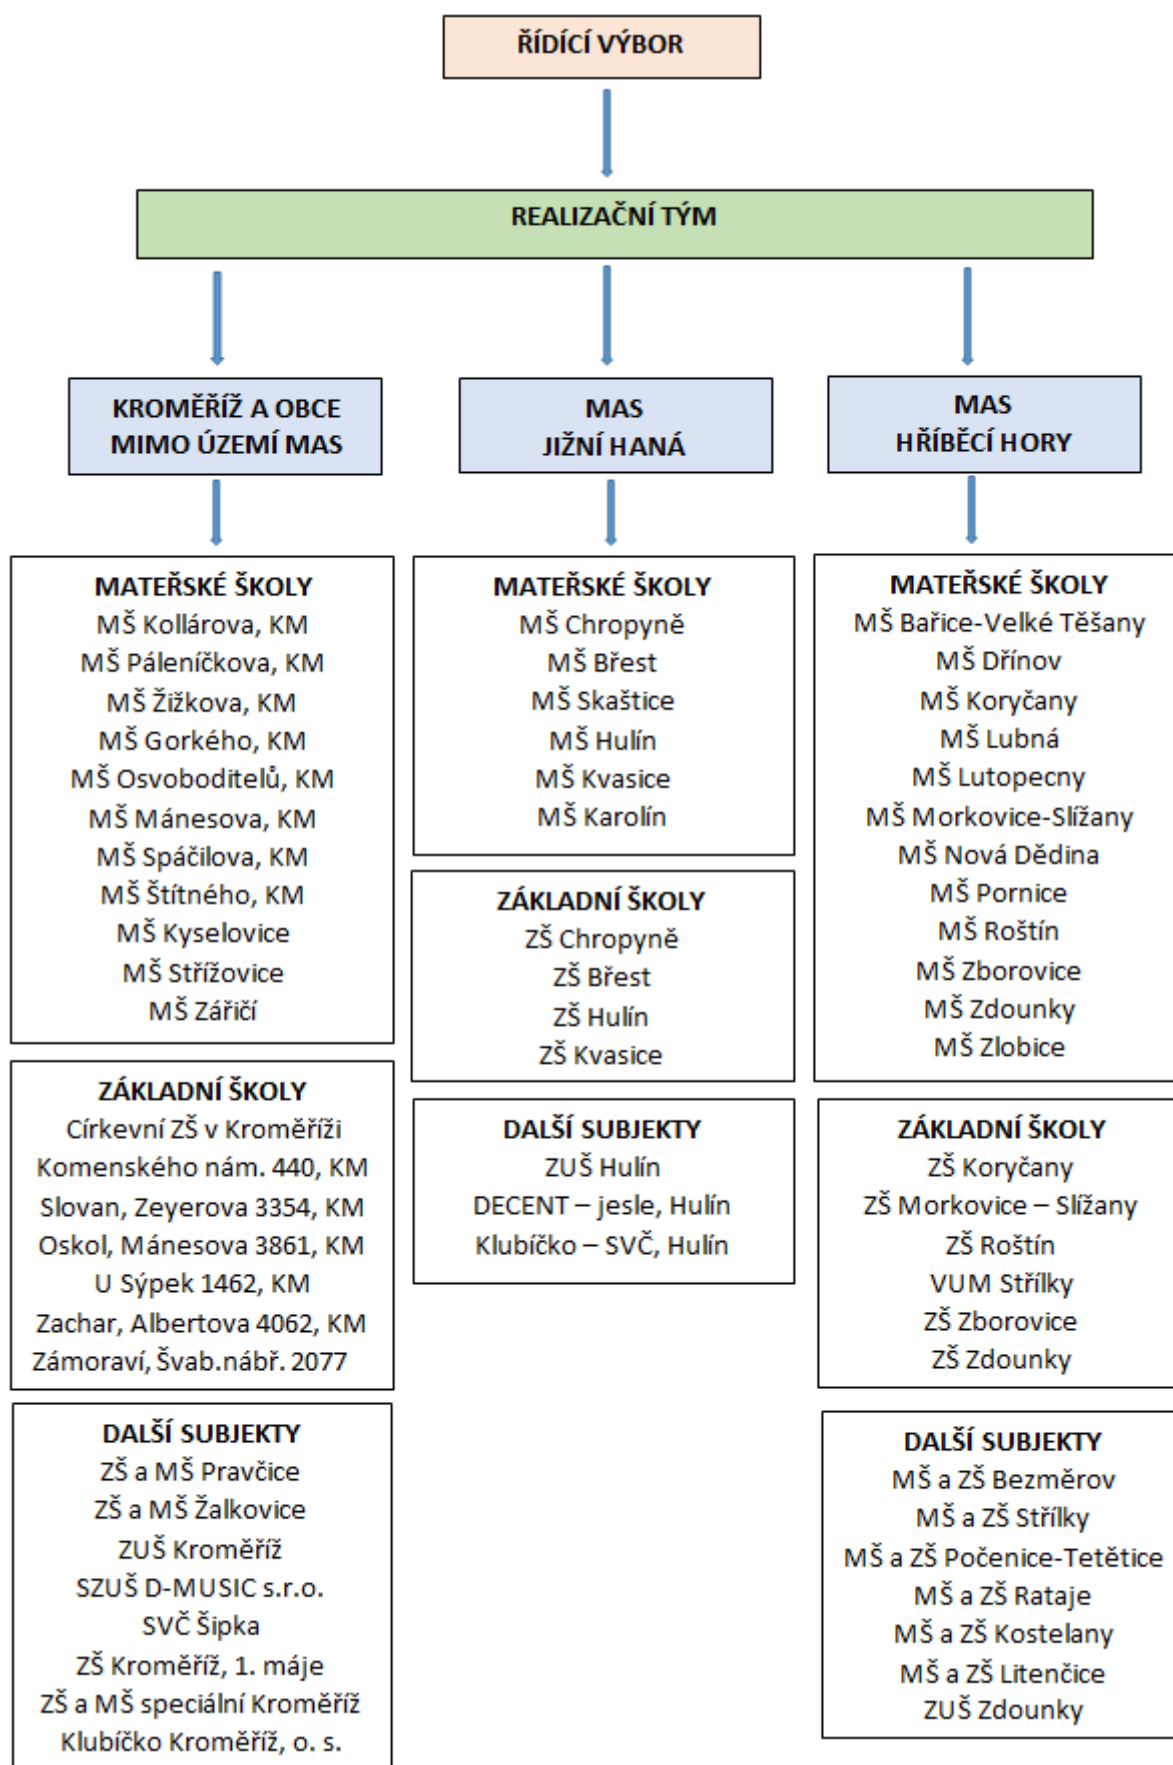 ŘÍDÍCÍ VÝBOR
REALIZAČNÍ TÝM
KROMĚŘÍŽ A OBCE
MIMO ÚZEMÍ MAS
MATEŘSKÉ ŠKOLY
MŠ Kollárova, KM
MŠ Páleníčkova, KM
MŠ Žižkova, KM
MŠ Gorkého, KM
MŠ Osvoboditelů, KM
MŠ Mánesova, KM
MŠ Spáčilova, KM
MŠ Štítného, KM
MŠ Kyselovice
MŠ Střížovice
MŠ Zářičí
ZÁKLADNÍ ŠKOLY
Církevní ZŠ v Kroměříži
Komenského nám. 440, KM
Slovan, Zeyerova 3354, KM
Oskol, Mánesova 3861, KM
U Sýpek 1462, KM
Zachar, Albertova 4062, KM
Zámoraví, Švab.nábř. 2077
DALŠÍ SUBJEKTY
ZŠ a MŠ Pravčice
ZŠ a MŠ Žalkovice
ZUŠ Kroměříž
SZUŠ D-MUSIC s.r.o.
SVČ Šipka
ZŠ Kroměříž, 1. máje
ZŠ a MŠ speciální Kroměříž
Klubíčko Kroměříž, o. s.
MAS
JIŽNÍ HANÁ
MATEŘSKÉ ŠKOLY
MŠ Chropyně
MŠ Břest
MŠ Skaštice
MŠ Hulín
MŠ Kvasice
MŠ Karolín
ZÁKLADNÍ ŠKOLY
ZŠ Chropyně
ZŠ Břest
ZŠ Hulín
ZŠ Kvasice
DALŠÍ SUBJEKTY
ZUŠ Hulín
DECENT – jesle, Hulín
Klubíčko – SVČ, Hulín
MAS
HŘÍBĚCÍ HORY
MATEŘSKÉ ŠKOLY
MŠ Bařice-Velké Těšany
MŠ Dřínov
MŠ Koryčany
MŠ Lubná
MŠ Lutopecny
MŠ Morkovice-Slížany
MŠ Nová Dědina
MŠ Pornice
MŠ Roštín
MŠ Zborovice
MŠ Zdounky
MŠ Zlobice
ZÁKLADNÍ ŠKOLY
ZŠ Koryčany
ZŠ Morkovice – Slížany
ZŠ Roštín
VUM Střílky
ZŠ Zborovice
ZŠ Zdounky
DALŠÍ SUBJEKTY
MŠ a ZŠ Bezměrov
MŠ a ZŠ Střílky
MŠ a ZŠ Počenice-Tetětice
MŠ a ZŠ Rataje
MŠ a ZŠ Kostelany
MŠ a ZŠ Litenčice
ZUŠ Zdounky